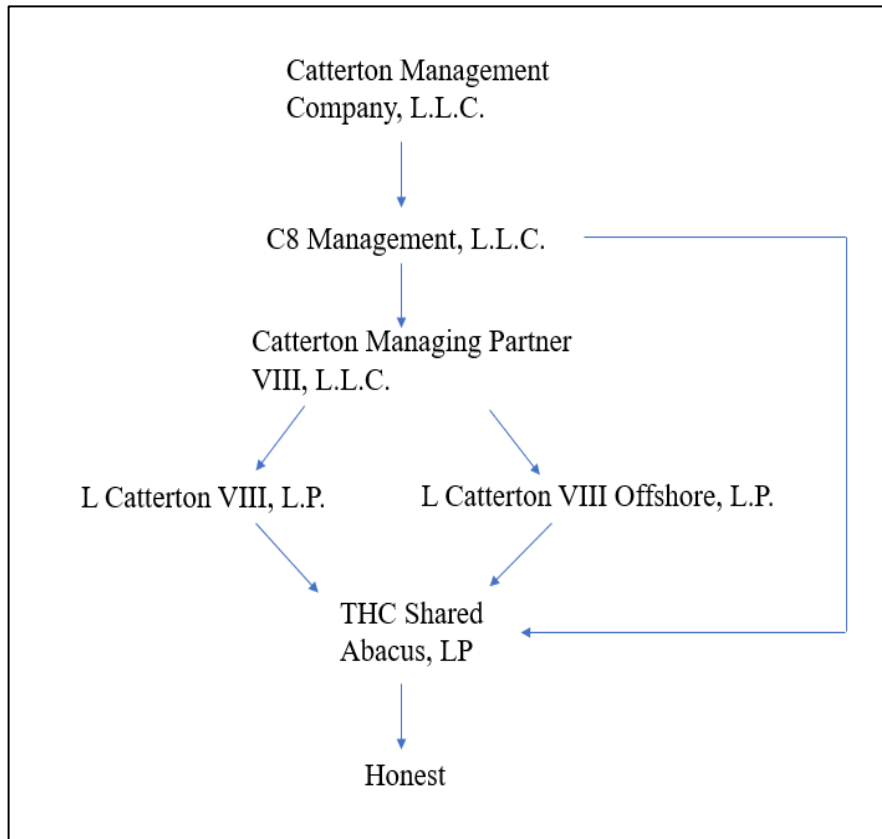 Catterton Management
Company, L.L.C.
C8 Management, L.L.C.
Catterton Managing Partner
VIII, L.L.C.
L Catterton VIII, L.P.
L Catterton VIII Offshore, L.P.
THC Shared
Abacus, LP
Honest